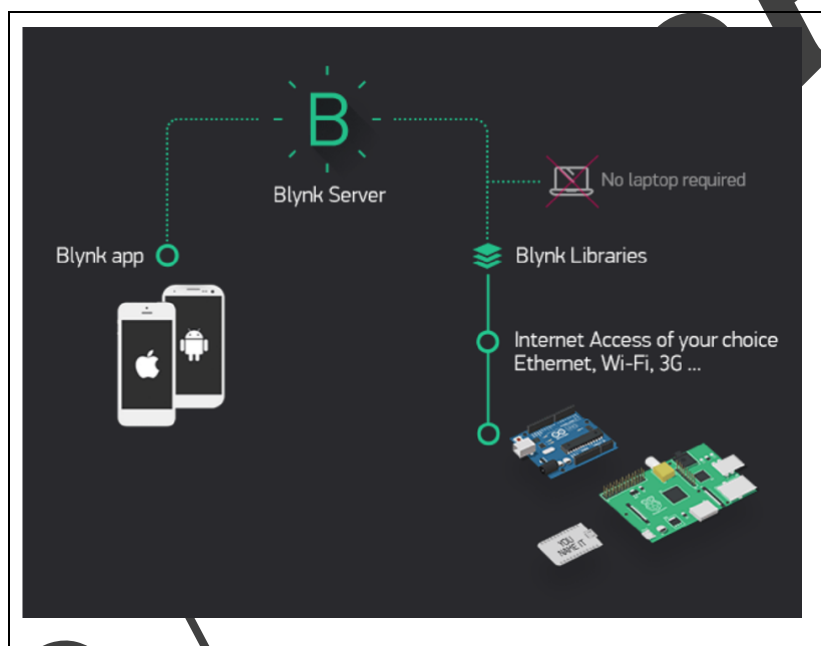 B
Blynk Server
No laptop required
Blynk app
Blynk Libraries
Internet Access of your choice
Ethernet, Wi-Fi, 3G ...
YOU
NAME IT